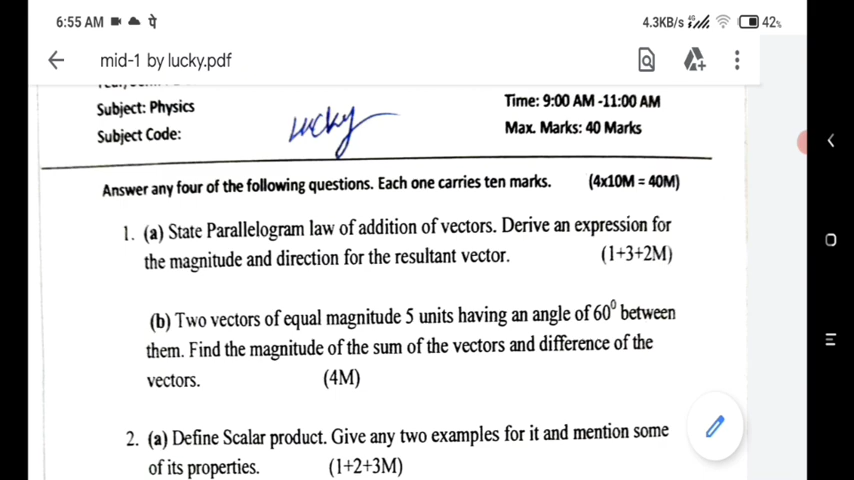 6:55 AM पे 4.3KB/s 4G 42%
mid-1 by lucky.pdf
Subject: Physics
Time: 9:00 AM -11:00 AM
Subject Code:
Lucky
Max. Marks: 40 Marks
Answer any four of the following questions. Each one carries ten marks. (4x10M = 40M)
1. (a) State Parallelogram law of addition of vectors. Derive an expression for
the magnitude and direction for the resultant vector. (1+3+2M)
(b) Two vectors of equal magnitude 5 units having an angle of 60⁰ between
them. Find the magnitude of the sum of the vectors and difference of the
vectors. (4M)
2. (a) Define Scalar product. Give any two examples for it and mention some
of its properties. (1+2+3M)